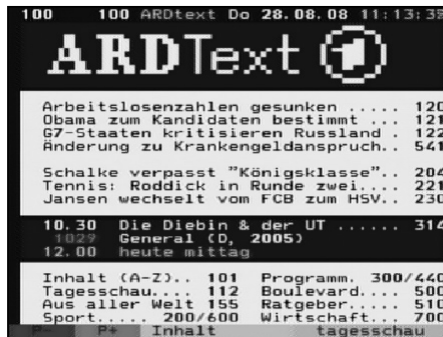 100 100 ARDtext Do 28.08.08 11:13:38
ARDText 1
Arbeitslosenzahlen gesunken ..... 120
Obama zum Kandidaten bestimmt ... 121
G7-Staaten kritisieren Russland . 122
Änderung zu Krankengeldanspruch.. 541
Schalke verpasst "Königsklasse".. 204
Tennis: Roddick in Runde zwei.... 221
Jansen wechselt vom FCB zum HSV.. 230
10.30 Die Diebin & der UT ...... 314
1029 General (D, 2005)
12.00 heute mittag
Inhalt (A-Z).. 101 Programm. 300/440
Tagesschau.... 112 Boulevard.... 500
Aus aller Welt 155 Ratgeber..... 510
Sport..... 200/600 Wirtschaft... 700
P- P+ Inhalt tagesschau